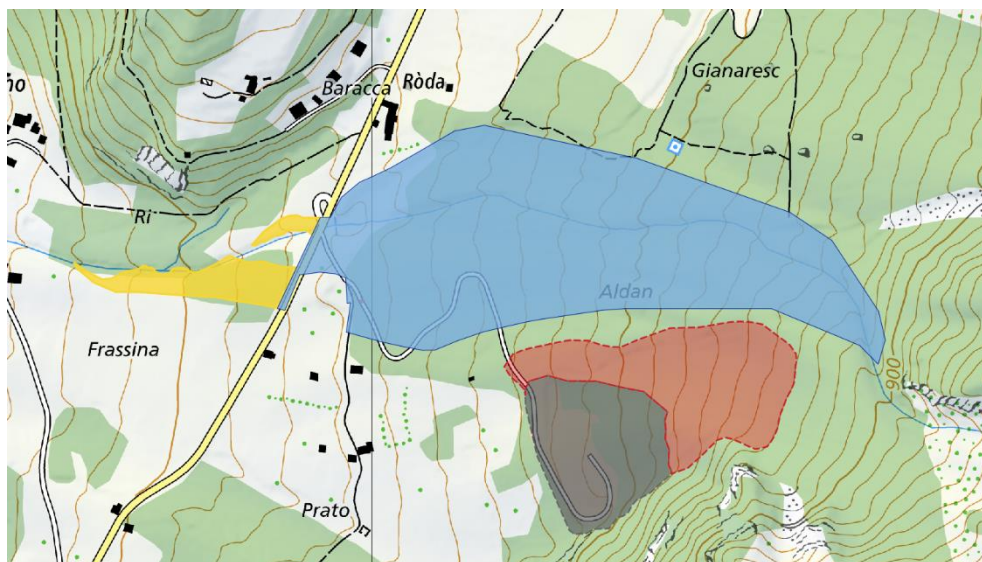 Gianaresc
Ròda
Baracca
ho
Ri
Aldan
Frassina
900
Prato